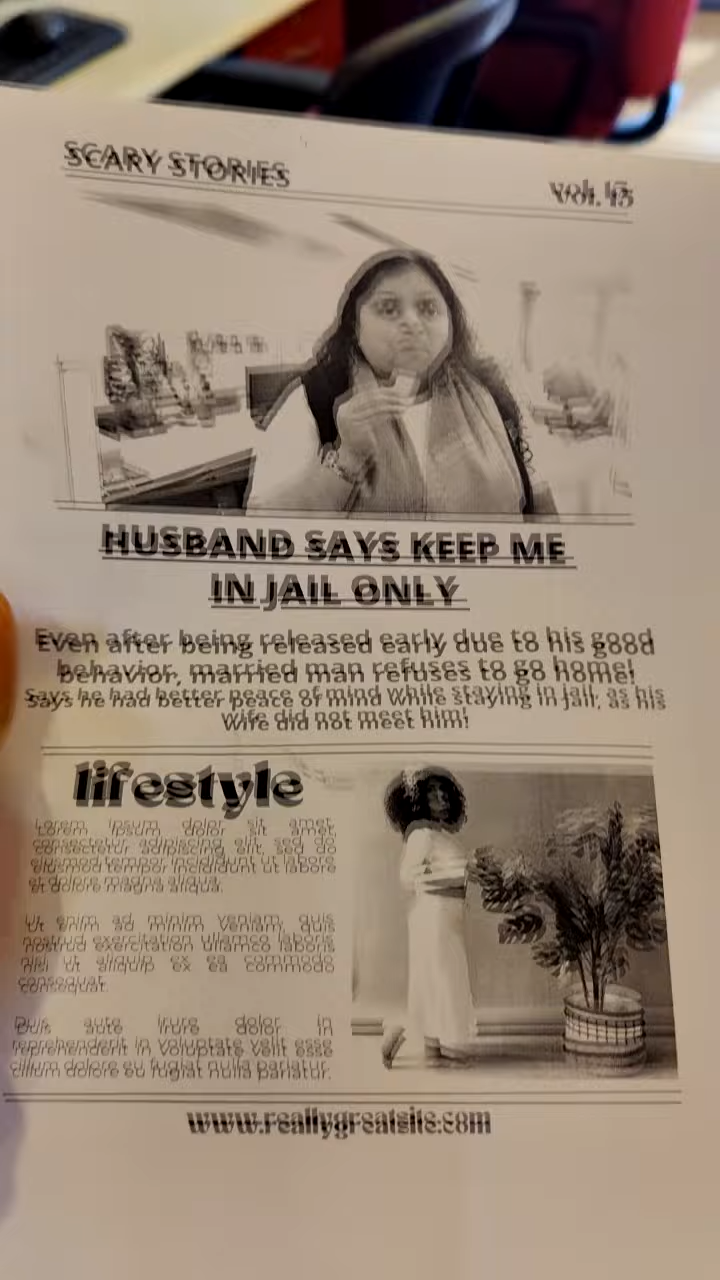 SCARY STORIES
vol. 15
HUSBAND SAYS KEEP ME
IN JAIL ONLY
Even after being released early due to his good
behavior, married man refuses to go home!
Says he had better peace of mind while staying in jail, as his
wife did not meet him!
lifestyle
Lorem ipsum dolor sit amet,
consectetur adipiscing elit, sed do
eiusmod tempor incididunt ut labore
et dolore magna aliqua.
Ut enim ad minim veniam, quis
nostrud exercitation ullamco laboris
nisi ut aliquip ex ea commodo
consequat.
Duis aute irure dolor in
reprehenderit in voluptate velit esse
cillum dolore eu fugiat nulla pariatur.
www.reallygreatsite.com